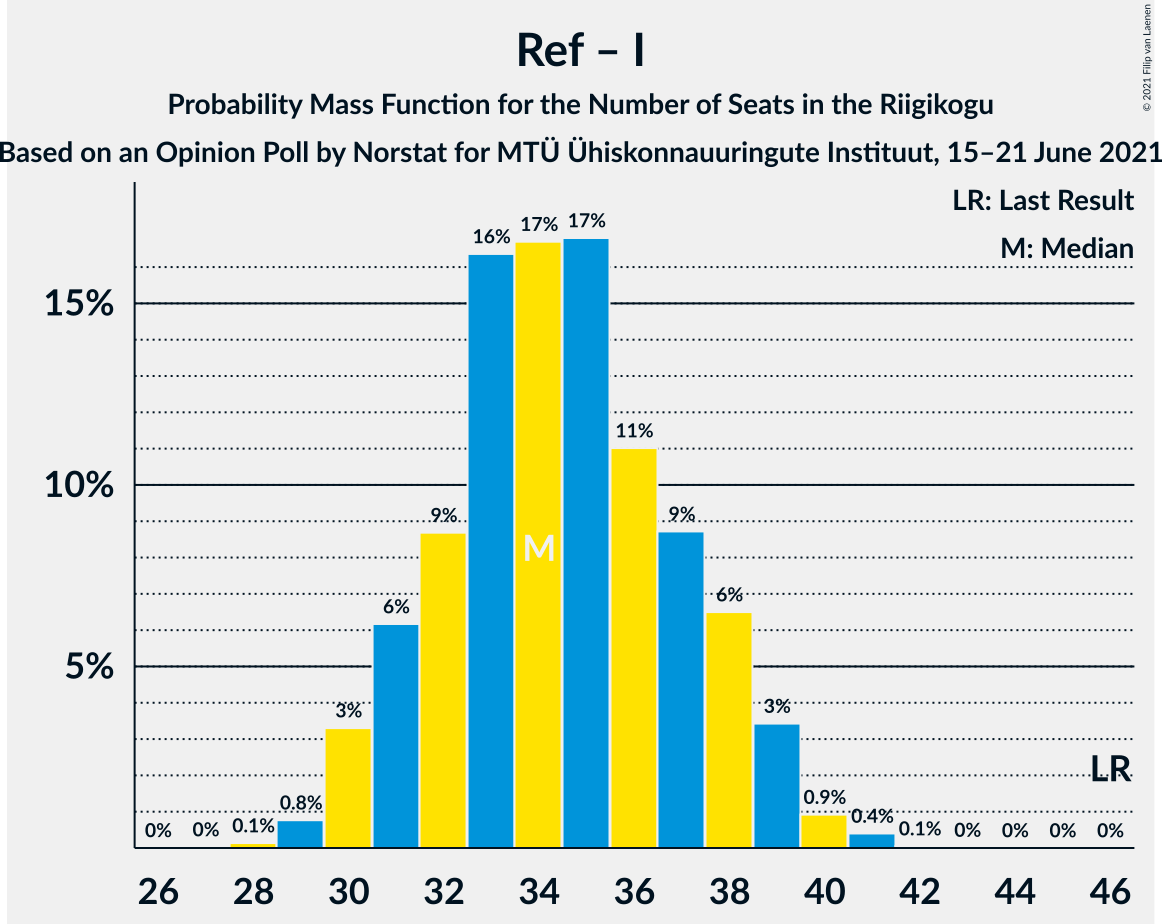 Ref – I
Probability Mass Function for the Number of Seats in the Riigikogu
Based on an Opinion Poll by Norstat for MTÜ Ühiskonnauuringute Instituut, 15–21 June 2021
© 2021 Filip van Laenen
LR: Last Result
M: Median
15%
10%
5%
0% 0% 0.1% 0.8% 3% 6% 9% 16% 17% 17% 11% 9% 6% 3% 0.9% 0.4% 0.1% 0% 0% 0% 0%
M
LR
26 28 30 32 34 36 38 40 42 44 46